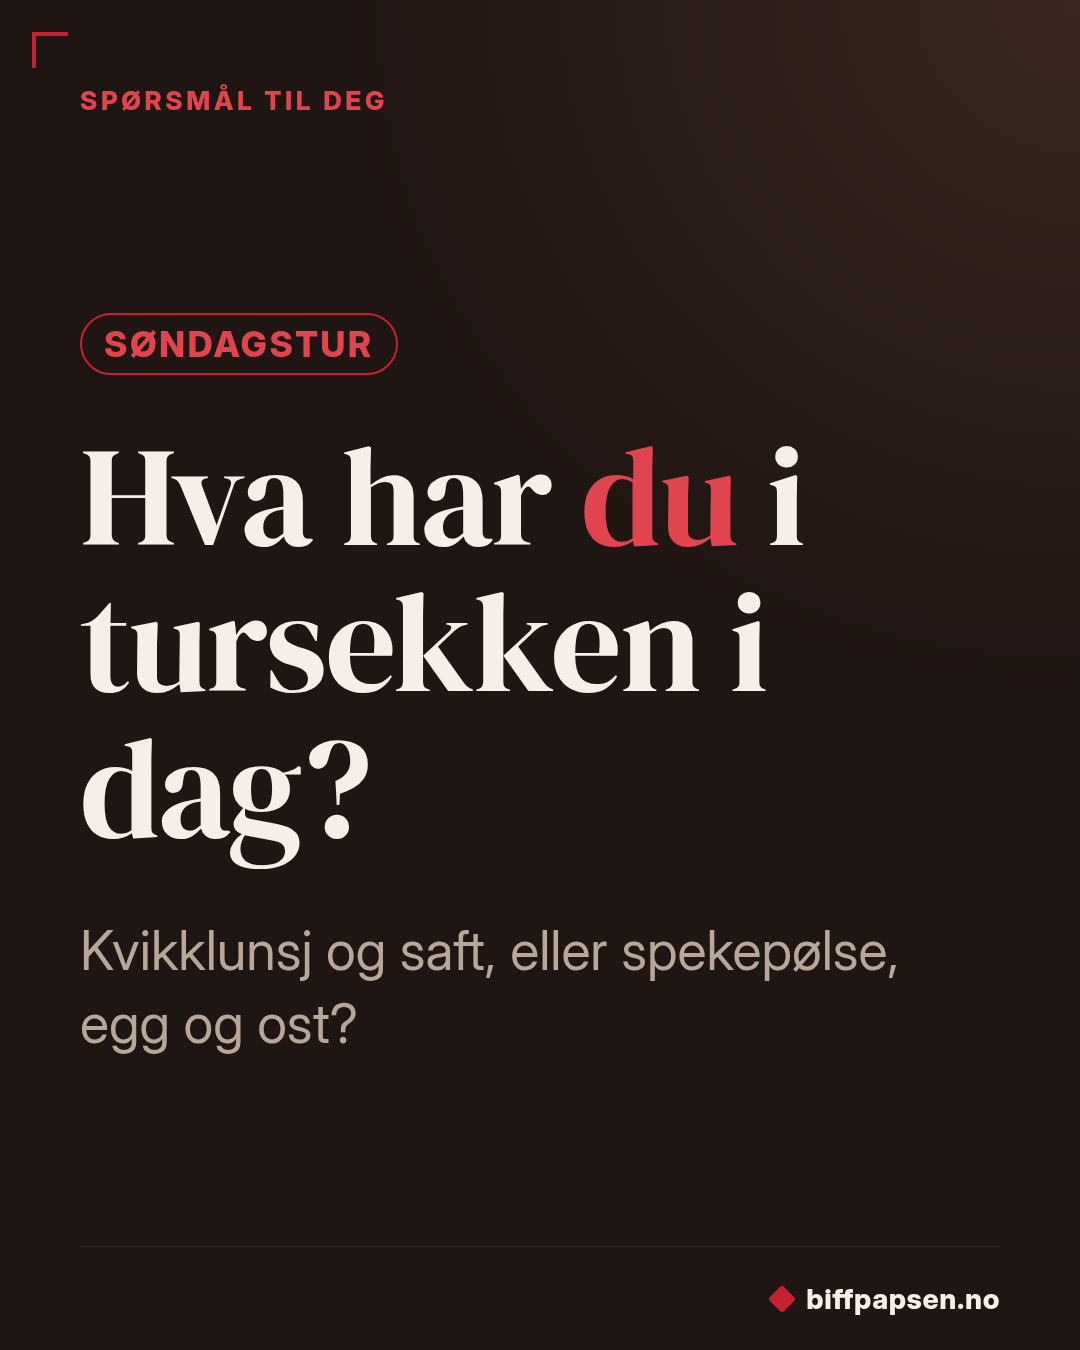 SPØRSMÅL TIL DEG
SØNDAGSTUR
Hva har du i
tursekken i
dag?
Kvikklunsj og saft, eller spekepølse,
egg og ost?
biffpapsen.no